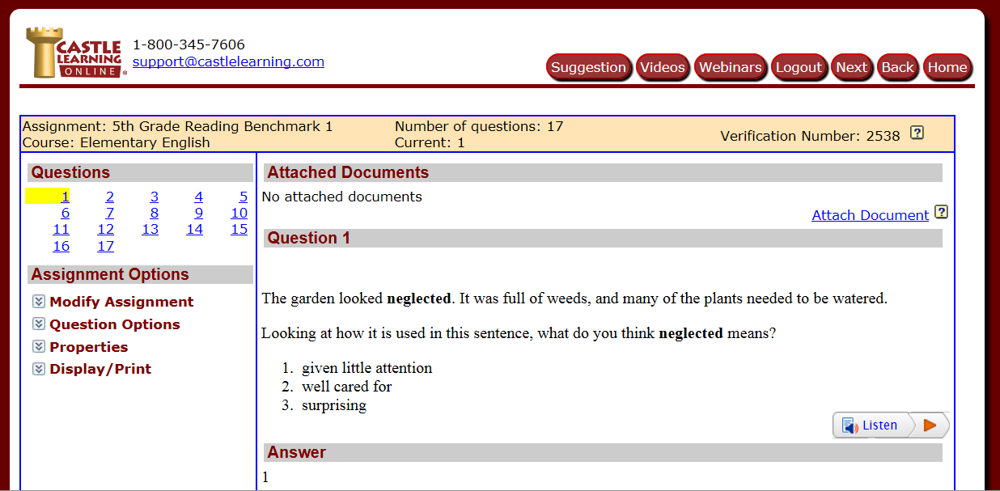 CASTLE
LEARNING
ONLINE®
1-800-345-7606
support@castlelearning.com
Suggestion Videos Webinars Logout Next Back Home
Assignment: 5th Grade Reading Benchmark 1
Course: Elementary English
Number of questions: 17
Current: 1
Verification Number: 2538 ?
Questions
1 2 3 4 5
6 7 8 9 10
11 12 13 14 15
16 17
Assignment Options
Modify Assignment
Question Options
Properties
Display/Print
Attached Documents
No attached documents
Attach Document ?
Question 1
The garden looked neglected. It was full of weeds, and many of the plants needed to be watered.
Looking at how it is used in this sentence, what do you think neglected means?
1. given little attention
2. well cared for
3. surprising
Listen
Answer
1